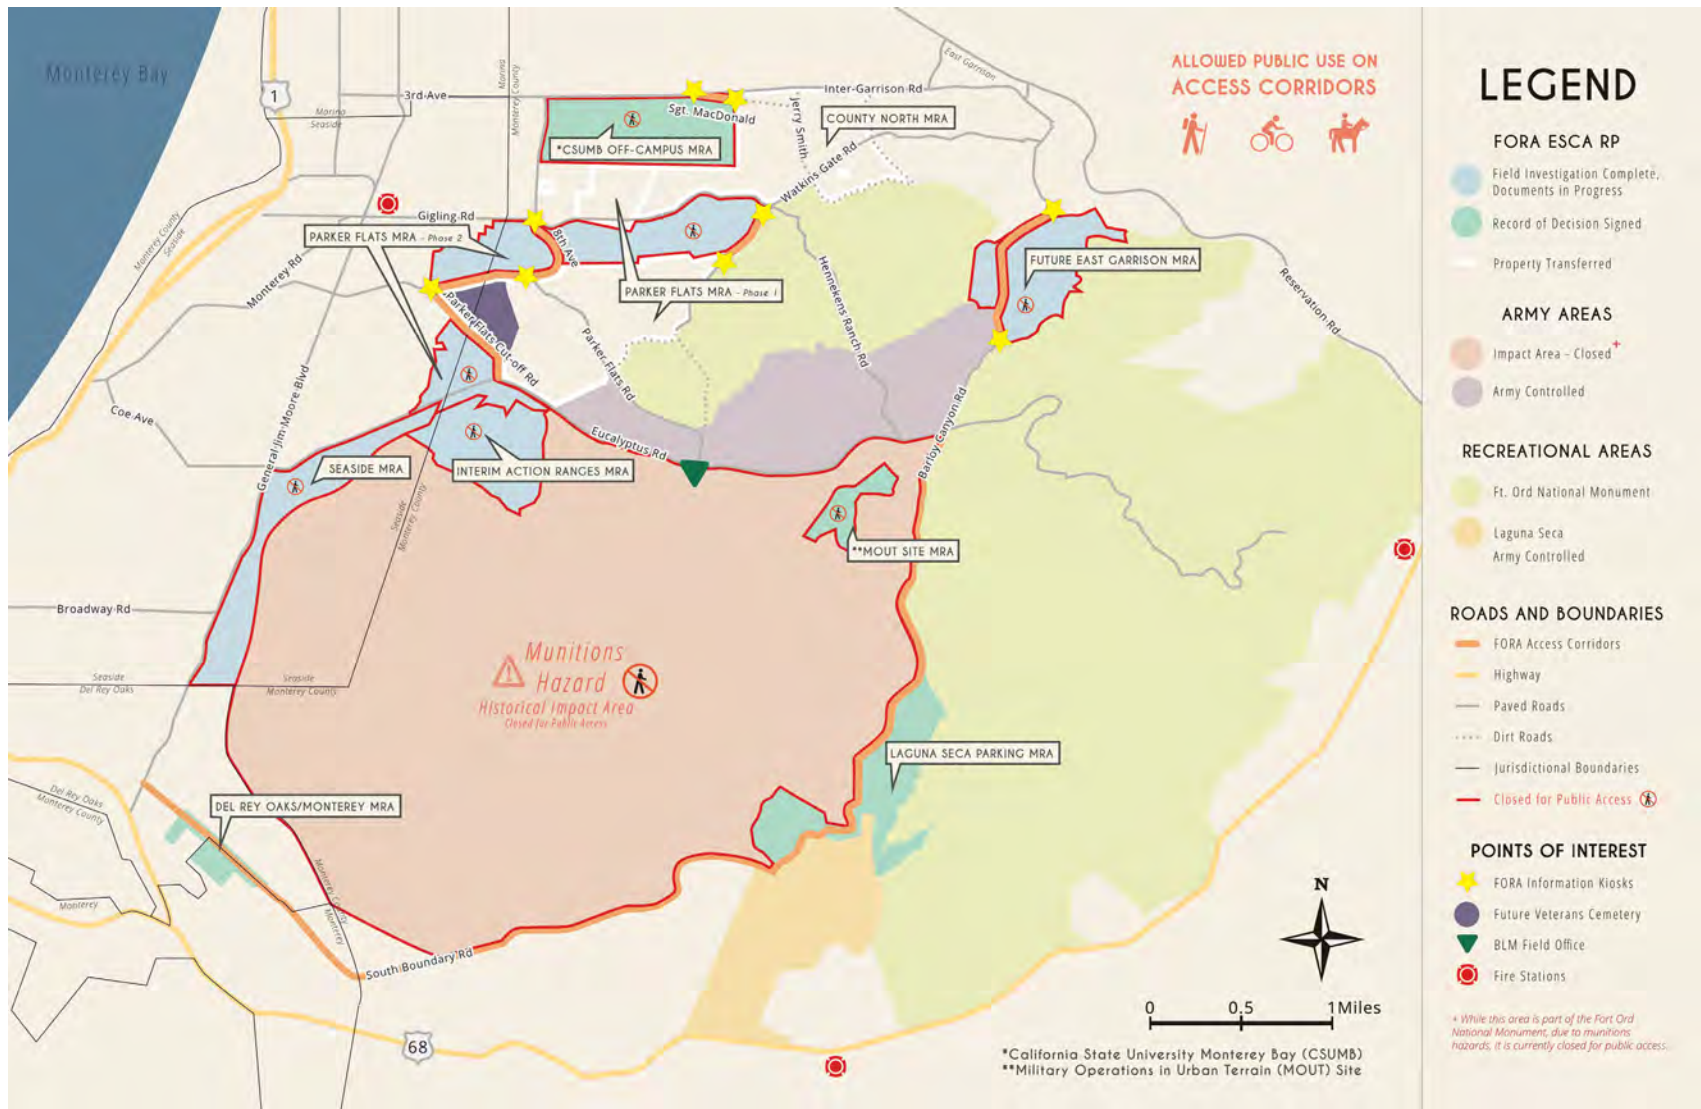 Monterey Bay
1
3rd Ave
Marina
Seaside
Marina
Monterey County
Sgt. MacDonald
Inter-Garrison Rd
East Garrison
Jerry Smith
COUNTY NORTH MRA
*CSUMB OFF-CAMPUS MRA
Watkins Gate Rd
ALLOWED PUBLIC USE ON
ACCESS CORRIDORS
Gigling Rd
PARKER FLATS MRA - Phase 2
8th Ave
Monterey County
Seaside
Monterey Rd
PARKER FLATS MRA - Phase 1
FUTURE EAST GARRISON MRA
Hennekens Ranch Rd
Reservation Rd
Parker Flats Cut-off Rd
Parker Flats Rd
General Jim Moore Blvd
Coe Ave
Eucalyptus Rd
Barloy Canyon Rd
SEASIDE MRA
INTERIM ACTION RANGES MRA
Seaside
Monterey County
**MOUT SITE MRA
Broadway Rd
Munitions
Hazard
Historical Impact Area
Closed for Public Access
Seaside
Del Rey Oaks
Seaside
Monterey County
LAGUNA SECA PARKING MRA
Del Rey Oaks
Monterey County
DEL REY OAKS/MONTEREY MRA
Monterey County
Monterey
Monterey
South Boundary Rd
68
N
0 0.5 1 Miles
*California State University Monterey Bay (CSUMB)
**Military Operations in Urban Terrain (MOUT) Site
LEGEND
FORA ESCA RP
Field Investigation Complete,
Documents in Progress
Record of Decision Signed
Property Transferred
ARMY AREAS
Impact Area - Closed+
Army Controlled
RECREATIONAL AREAS
Ft. Ord National Monument
Laguna Seca
Army Controlled
ROADS AND BOUNDARIES
FORA Access Corridors
Highway
Paved Roads
Dirt Roads
Jurisdictional Boundaries
Closed for Public Access
POINTS OF INTEREST
FORA Information Kiosks
Future Veterans Cemetery
BLM Field Office
Fire Stations
+ While this area is part of the Fort Ord
National Monument, due to munitions
hazards, it is currently closed for public access.